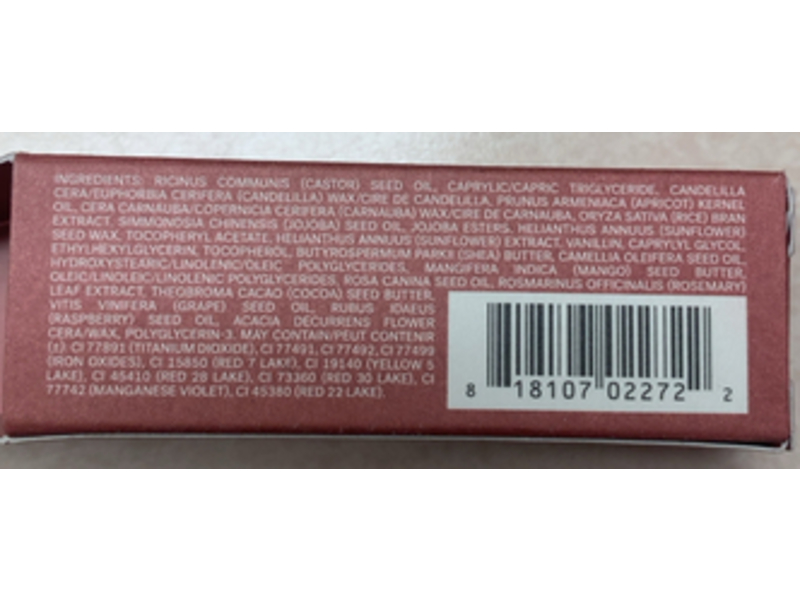 INGREDIENTS: RICINUS COMMUNIS (CASTOR) SEED OIL, CAPRYLIC/CAPRIC TRIGLYCERIDE, CANDELILLA
CERA/EUPHORBIA CERIFERA (CANDELILLA) WAX/CIRE DE CANDELILLA, PRUNUS ARMENIACA (APRICOT) KERNEL
OIL, CERA CARNAUBA/COPERNICIA CERIFERA (CARNAUBA) WAX/CIRE DE CARNAUBA, ORYZA SATIVA (RICE) BRAN
EXTRACT, SIMMONDSIA CHINENSIS (JOJOBA) SEED OIL, JOJOBA ESTERS, HELIANTHUS ANNUUS (SUNFLOWER)
SEED WAX, TOCOPHERYL ACETATE, HELIANTHUS ANNUUS (SUNFLOWER) EXTRACT, VANILLIN, CAPRYLYL GLYCOL,
ETHYLHEXYLGLYCERIN, TOCOPHEROL, BUTYROSPERMUM PARKII (SHEA) BUTTER, CAMELLIA OLEIFERA SEED OIL,
HYDROXYSTEARIC/LINOLENIC/OLEIC POLYGLYCERIDES, MANGIFERA INDICA (MANGO) SEED BUTTER,
OLEIC/LINOLEIC/LINOLENIC POLYGLYCERIDES, ROSA CANINA SEED OIL, ROSMARINUS OFFICINALIS (ROSEMARY)
LEAF EXTRACT, THEOBROMA CACAO (COCOA) SEED BUTTER,
VITIS VINIFERA (GRAPE) SEED OIL, RUBUS IDAEUS
(RASPBERRY) SEED OIL, ACACIA DECURRENS FLOWER
CERA/WAX, POLYGLYCERIN-3. MAY CONTAIN/PEUT CONTENIR
(±) CI 77891 (TITANIUM DIOXIDE), CI 77491, CI 77492, CI 77499
(IRON OXIDES), CI 15850 (RED 7 LAKE), CI 19140 (YELLOW 5
LAKE), CI 45410 (RED 28 LAKE), CI 73360 (RED 30 LAKE), CI
77742 (MANGANESE VIOLET), CI 45380 (RED 22 LAKE).
8 18107 02272 2